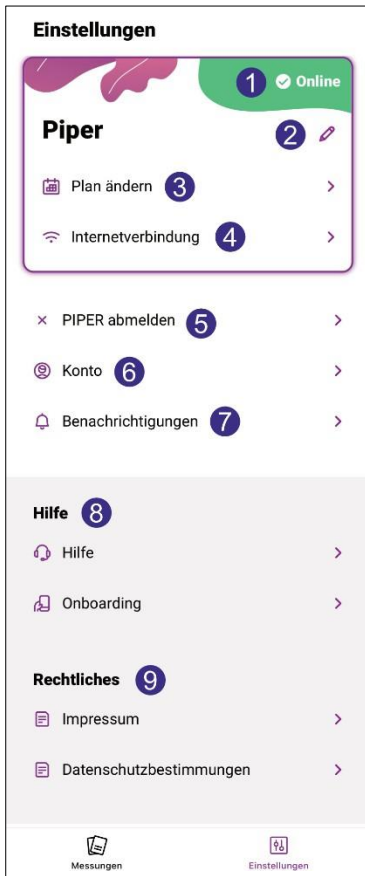 Einstellungen
1 Online
Piper 2
Plan ändern 3
Internetverbindung 4
PIPER abmelden 5
Konto 6
Benachrichtigungen 7
Hilfe 8
Hilfe
Onboarding
Rechtliches 9
Impressum
Datenschutzbestimmungen
Messungen Einstellungen